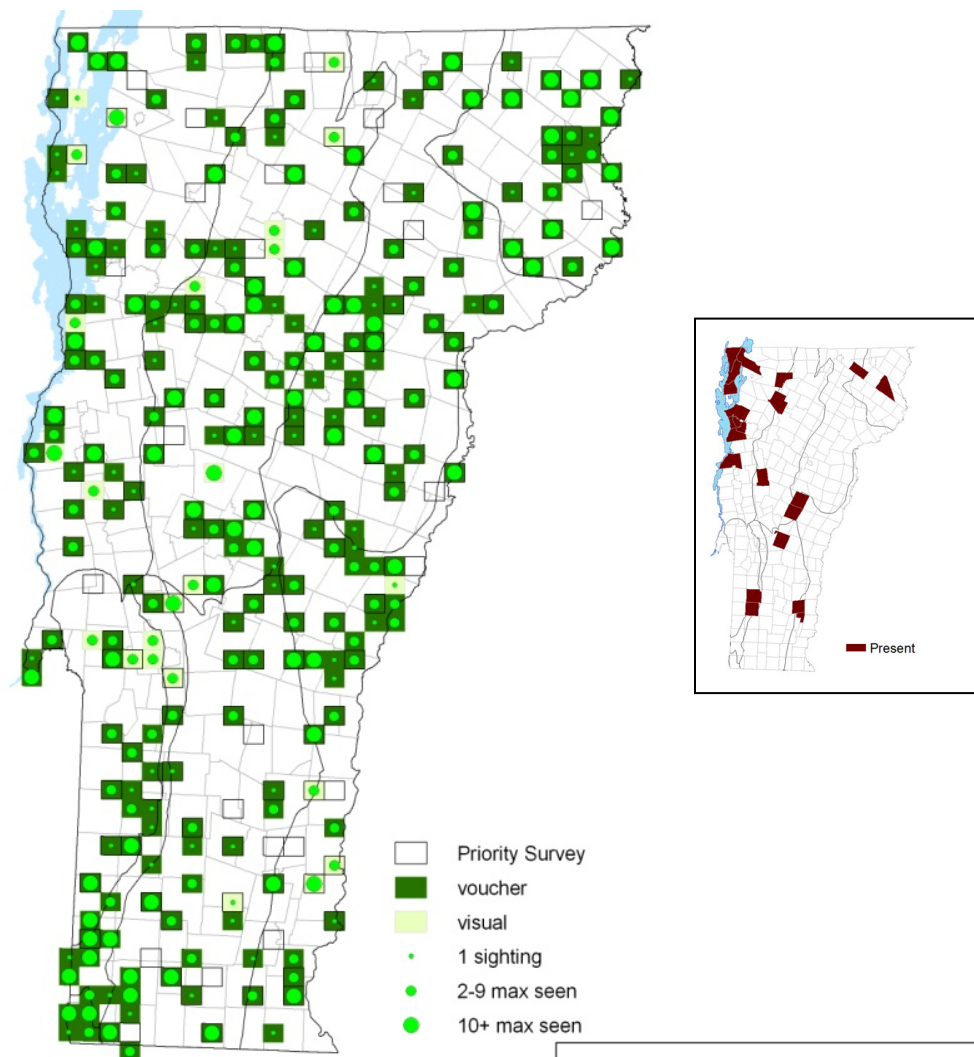 Present
Priority Survey
voucher
visual
1 sighting
2-9 max seen
10+ max seen